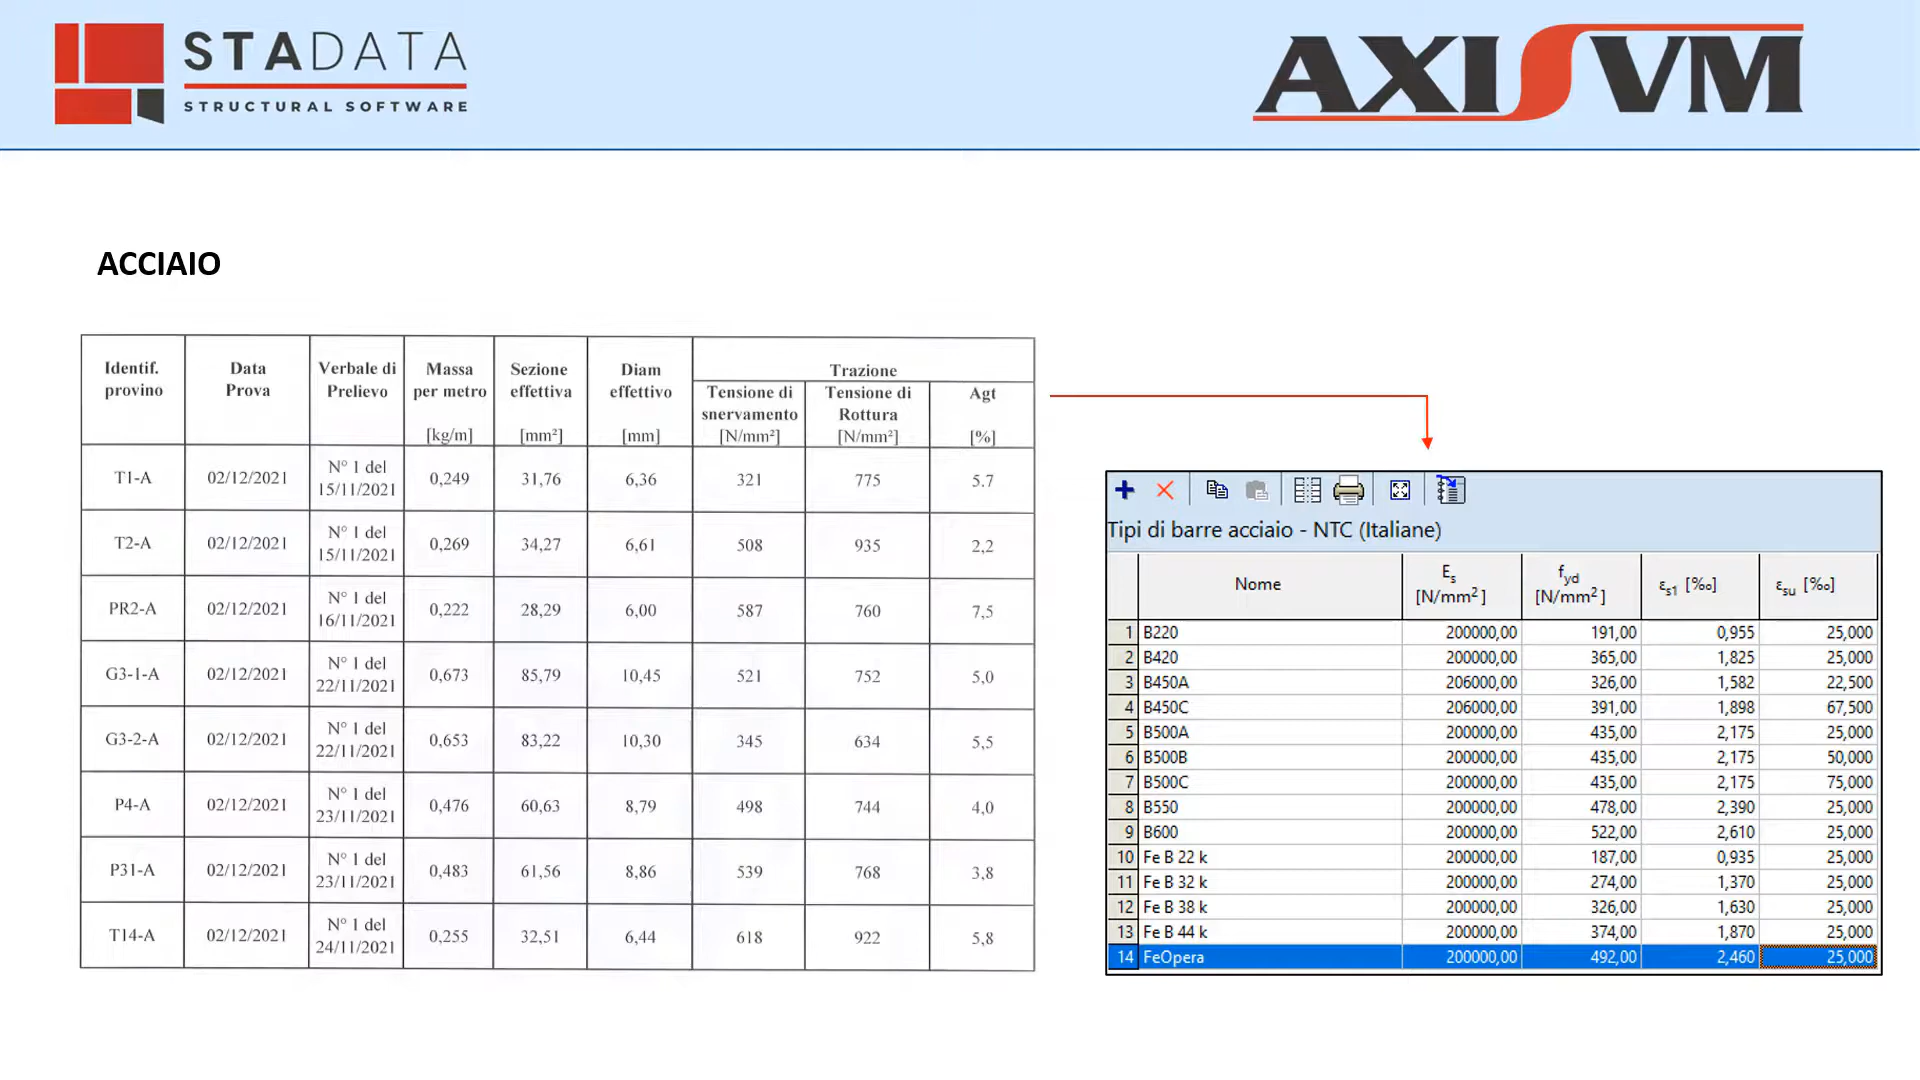 STADATA
STRUCTURAL SOFTWARE
AXISVM
ACCIAIO
Identif. provino | Data Prova | Verbale di Prelievo | Massa per metro [kg/m] | Sezione effettiva [mm²] | Diam effettivo [mm] | Trazione
Tensione di snervamento [N/mm²] | Tensione di Rottura [N/mm²] | Agt [%]
T1-A | 02/12/2021 | N° 1 del 15/11/2021 | 0,249 | 31,76 | 6,36 | 321 | 775 | 5.7
T2-A | 02/12/2021 | N° 1 del 15/11/2021 | 0,269 | 34,27 | 6,61 | 508 | 935 | 2,2
PR2-A | 02/12/2021 | N° 1 del 16/11/2021 | 0,222 | 28,29 | 6,00 | 587 | 760 | 7,5
G3-1-A | 02/12/2021 | N° 1 del 22/11/2021 | 0,673 | 85,79 | 10,45 | 521 | 752 | 5,0
G3-2-A | 02/12/2021 | N° 1 del 22/11/2021 | 0,653 | 83,22 | 10,30 | 345 | 634 | 5,5
P4-A | 02/12/2021 | N° 1 del 23/11/2021 | 0,476 | 60,63 | 8,79 | 498 | 744 | 4,0
P31-A | 02/12/2021 | N° 1 del 23/11/2021 | 0,483 | 61,56 | 8,86 | 539 | 768 | 3,8
T14-A | 02/12/2021 | N° 1 del 24/11/2021 | 0,255 | 32,51 | 6,44 | 618 | 922 | 5,8
Tipi di barre acciaio - NTC (Italiane)
Nome | Es [N/mm²] | fyd [N/mm²] | εs1 [‰] | εsu [‰]
1 | B220 | 200000,00 | 191,00 | 0,955 | 25,000
2 | B420 | 200000,00 | 365,00 | 1,825 | 25,000
3 | B450A | 206000,00 | 326,00 | 1,582 | 22,500
4 | B450C | 206000,00 | 391,00 | 1,898 | 67,500
5 | B500A | 200000,00 | 435,00 | 2,175 | 25,000
6 | B500B | 200000,00 | 435,00 | 2,175 | 50,000
7 | B500C | 200000,00 | 435,00 | 2,175 | 75,000
8 | B550 | 200000,00 | 478,00 | 2,390 | 25,000
9 | B600 | 200000,00 | 522,00 | 2,610 | 25,000
10 | Fe B 22 k | 200000,00 | 187,00 | 0,935 | 25,000
11 | Fe B 32 k | 200000,00 | 274,00 | 1,370 | 25,000
12 | Fe B 38 k | 200000,00 | 326,00 | 1,630 | 25,000
13 | Fe B 44 k | 200000,00 | 374,00 | 1,870 | 25,000
14 | FeOpera | 200000,00 | 492,00 | 2,460 | 25,000